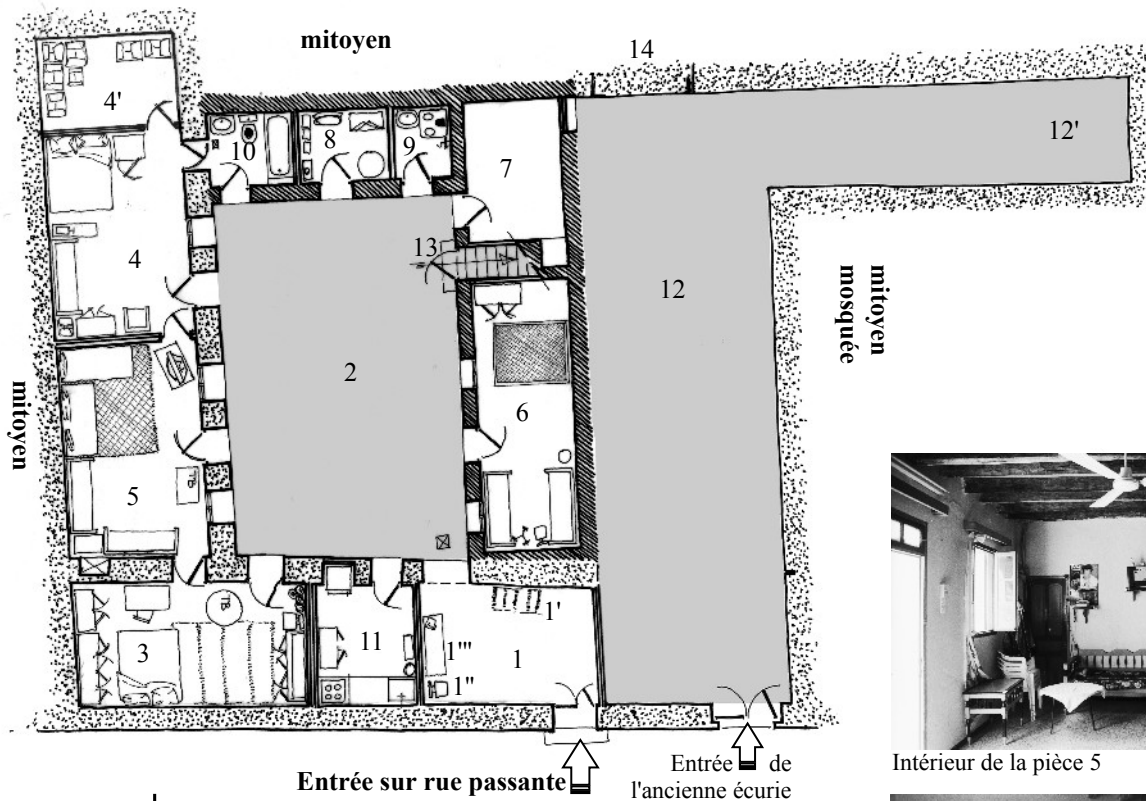 mitoyen
14
4'
10
8
9
7
12'
13
4
12
mitoyen
mosquée
2
mitoyen
6
5
3
11
1'
1'''
1
1''
Entrée sur rue passante
Entrée de
l'ancienne écurie
Intérieur de la pièce 5